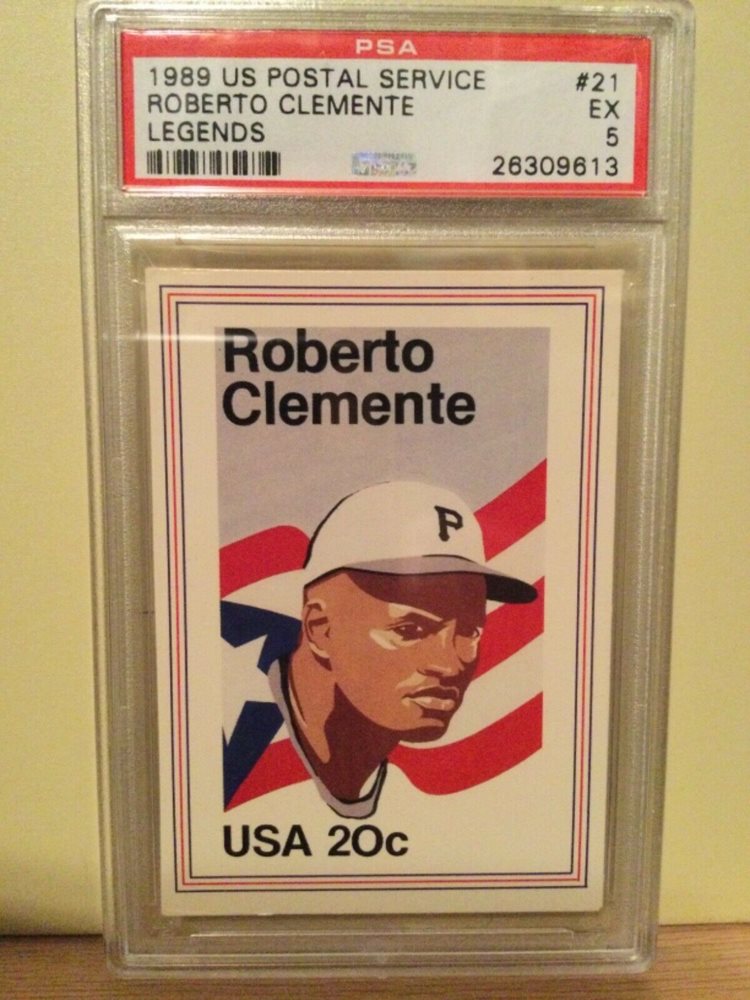 PSA
1989 US POSTAL SERVICE #21
ROBERTO CLEMENTE EX
LEGENDS 5
26309613
Roberto
Clemente
P
USA 20c